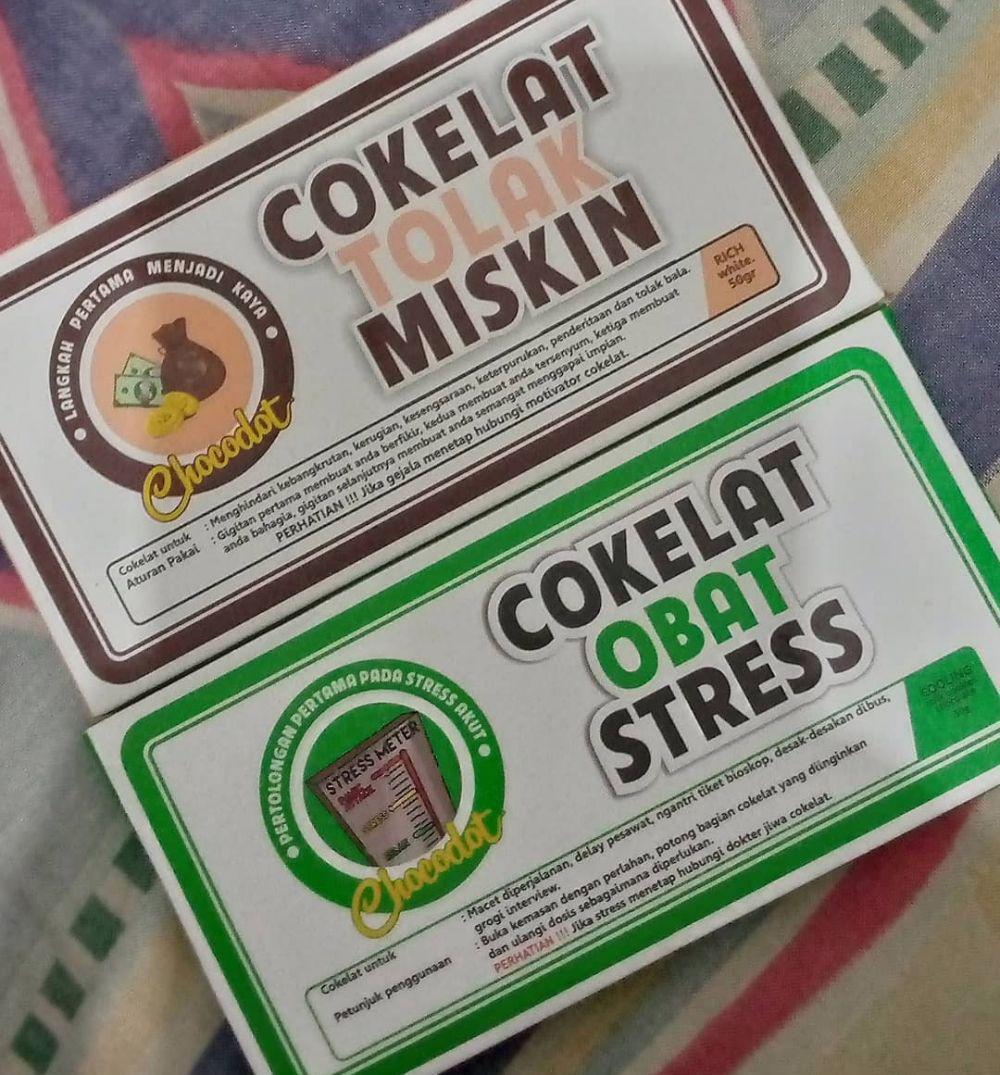 COKELAT
TOLAK
MISKIN
LANGKAH PERTAMA MENJADI KAYA
Chocodot
RICH
white.
50gr
Cokelat untuk : Menghindari kebangkrutan, kerugian, kesengsaraan, keterpurukan, penderitaan dan tolak bala.
Aturan Pakai : Gigitan pertama membuat anda berfikir, kedua membuat anda tersenyum, ketiga membuat
anda bahagia, gigitan selanjutnya membuat anda semangat menggapai impian.
PERHATIAN !!! Jika gejala menetap hubungi motivator cokelat.
COKELAT
OBAT
STRESS
PERTOLONGAN PERTAMA PADA STRESS AKUT
STRESS METER
Chocodot
COOLING
Cokelat untuk : Macet diperjalanan, delay pesawat, ngantri tiket bioskop, desak-desakan dibus,
grogi interview.
Petunjuk penggunaan : Buka kemasan dengan perlahan, potong bagian cokelat yang diinginkan
dan ulangi dosis sebagaimana diperlukan.
PERHATIAN !!! Jika stress menetap hubungi dokter jiwa cokelat.